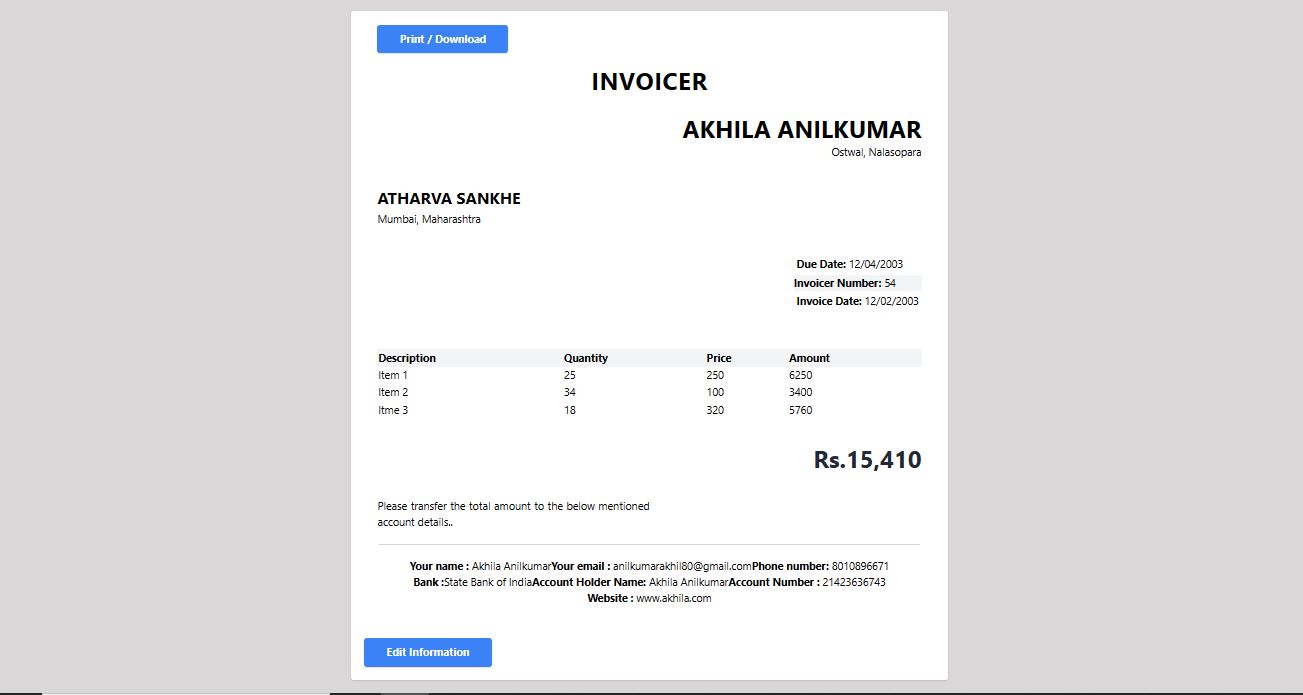 Print / Download
INVOICER
AKHILA ANILKUMAR
Ostwal, Nalasopara
ATHARVA SANKHE
Mumbai, Maharashtra
Due Date: 12/04/2003
Invoicer Number: 54
Invoice Date: 12/02/2003
Description Quantity Price Amount
Item 1 25 250 6250
Item 2 34 100 3400
Itme 3 18 320 5760
Rs.15,410
Please transfer the total amount to the below mentioned
account details..
Your name : Akhila AnilkumarYour email : anilkumarakhil80@gmail.comPhone number: 8010896671
Bank :State Bank of IndiaAccount Holder Name: Akhila AnilkumarAccount Number : 21423636743
Website : www.akhila.com
Edit Information